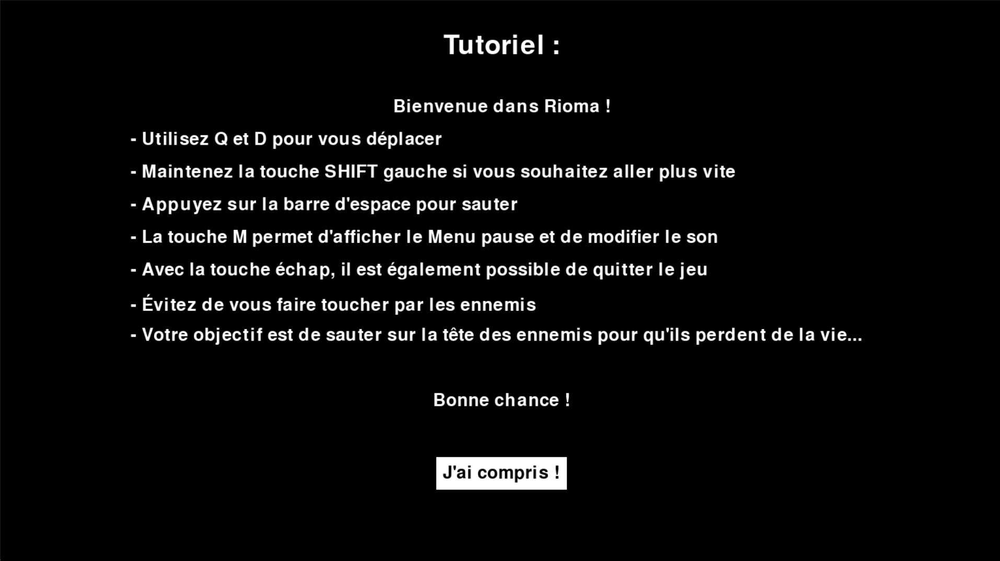 Tutoriel :
Bienvenue dans Rioma !
- Utilisez Q et D pour vous déplacer
- Maintenez la touche SHIFT gauche si vous souhaitez aller plus vite
- Appuyez sur la barre d'espace pour sauter
- La touche M permet d'afficher le Menu pause et de modifier le son
- Avec la touche échap, il est également possible de quitter le jeu
- Évitez de vous faire toucher par les ennemis
- Votre objectif est de sauter sur la tête des ennemis pour qu'ils perdent de la vie...
Bonne chance !
J'ai compris !